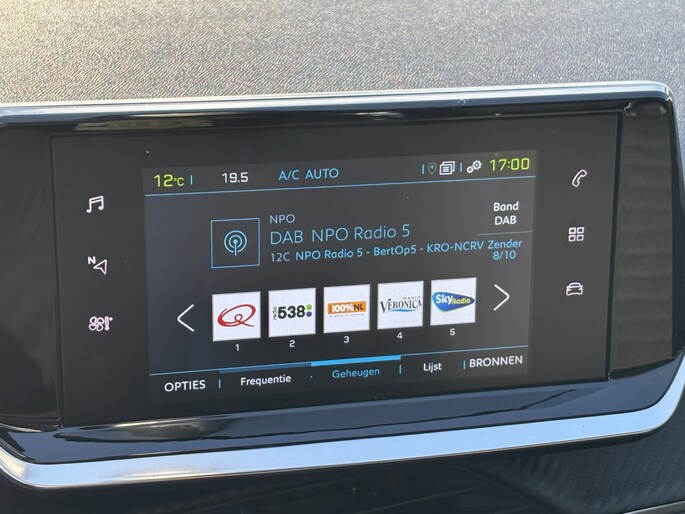 12°C 19.5 A/C AUTO 17:00
NPO
DAB NPO Radio 5
12C NPO Radio 5 - BertOp5 - KRO-NCRV
Band
DAB
Zender
8/10
N
Q
radio 538
100%NL
RADIO
VERONICA
Sky Radio
1 2 3 4 5
OPTIES Frequentie Geheugen Lijst BRONNEN